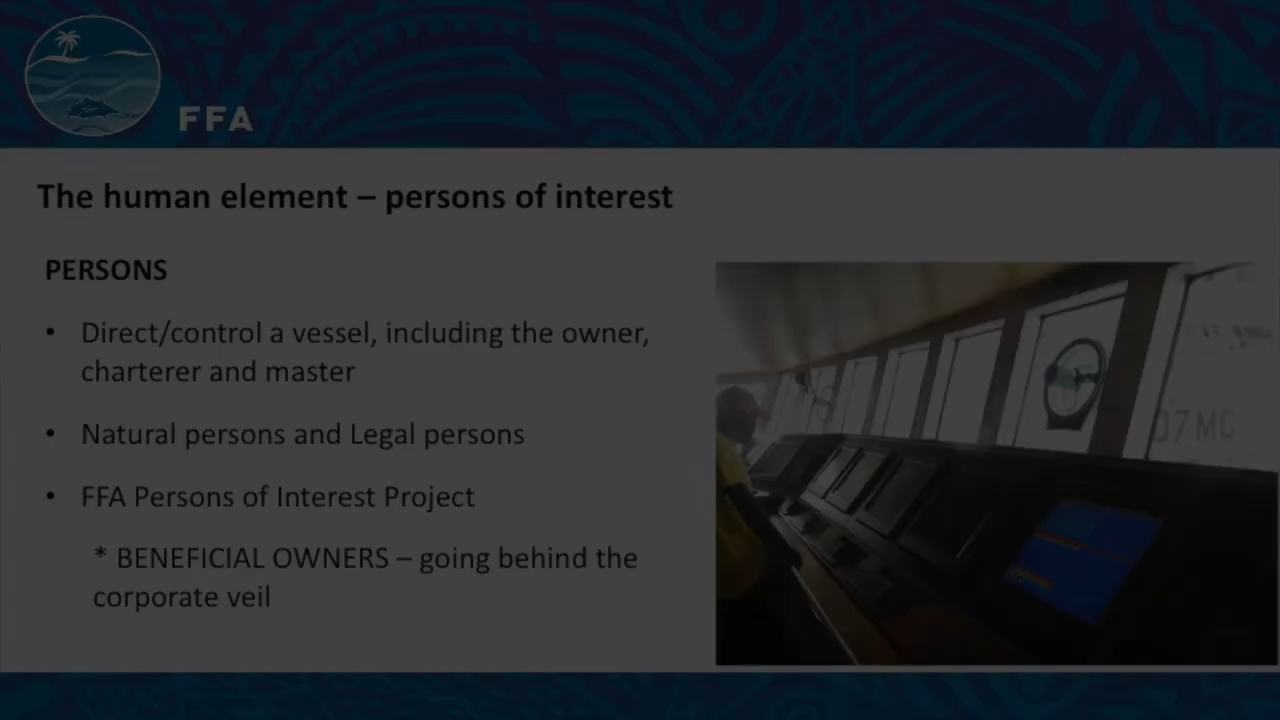 FFA
The human element – persons of interest
PERSONS
• Direct/control a vessel, including the owner,
charterer and master
• Natural persons and Legal persons
• FFA Persons of Interest Project
* BENEFICIAL OWNERS – going behind the
corporate veil
07MG